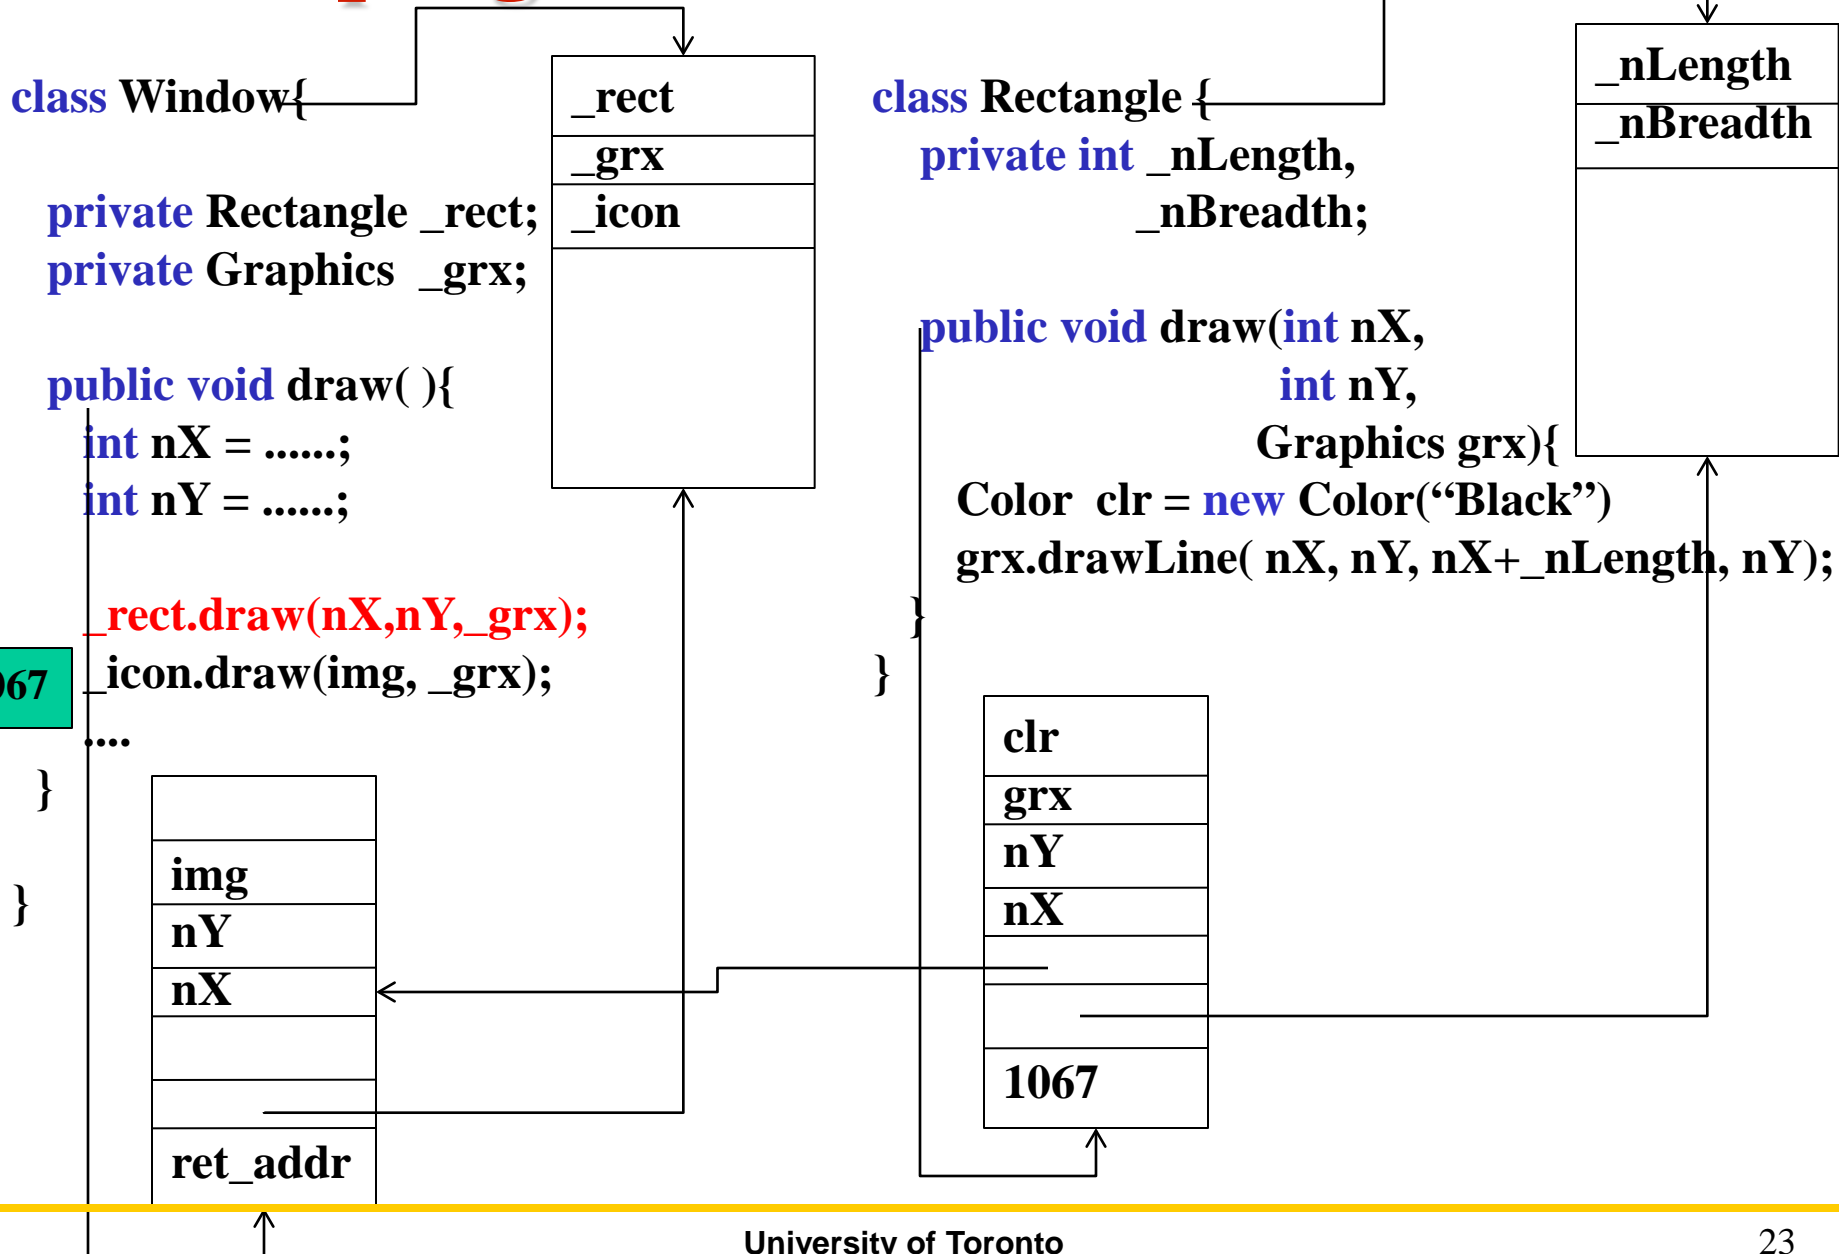 class Window{
private Rectangle _rect;
private Graphics _grx;
public void draw( ){
int nX = ......;
int nY = ......;
_rect.draw(nX,nY,_grx);
_icon.draw(img, _grx);
....
}
}
_rect
_grx
_icon
img
nY
nX
ret_addr
class Rectangle {
private int _nLength,
_nBreadth;
public void draw(int nX,
int nY,
Graphics grx){
Color clr = new Color(“Black”)
grx.drawLine( nX, nY, nX+_nLength, nY);
}
}
_nLength
_nBreadth
clr
grx
nY
nX
1067
University of Toronto
23